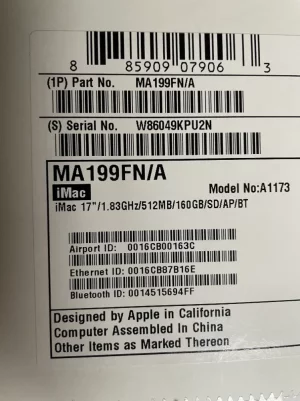 8 85909 07906 3
(1P) Part No. MA199FN/A
(S) Serial No. W86049KPU2N
MA199FN/A
iMac Model No:A1173
iMac 17"/1.83GHz/512MB/160GB/SD/AP/BT
Airport ID: 0016CB00163C
Ethernet ID: 0016CB87B16E
Bluetooth ID: 0014515694FF
Designed by Apple in California
Computer Assembled In China
Other Items as Marked Thereon